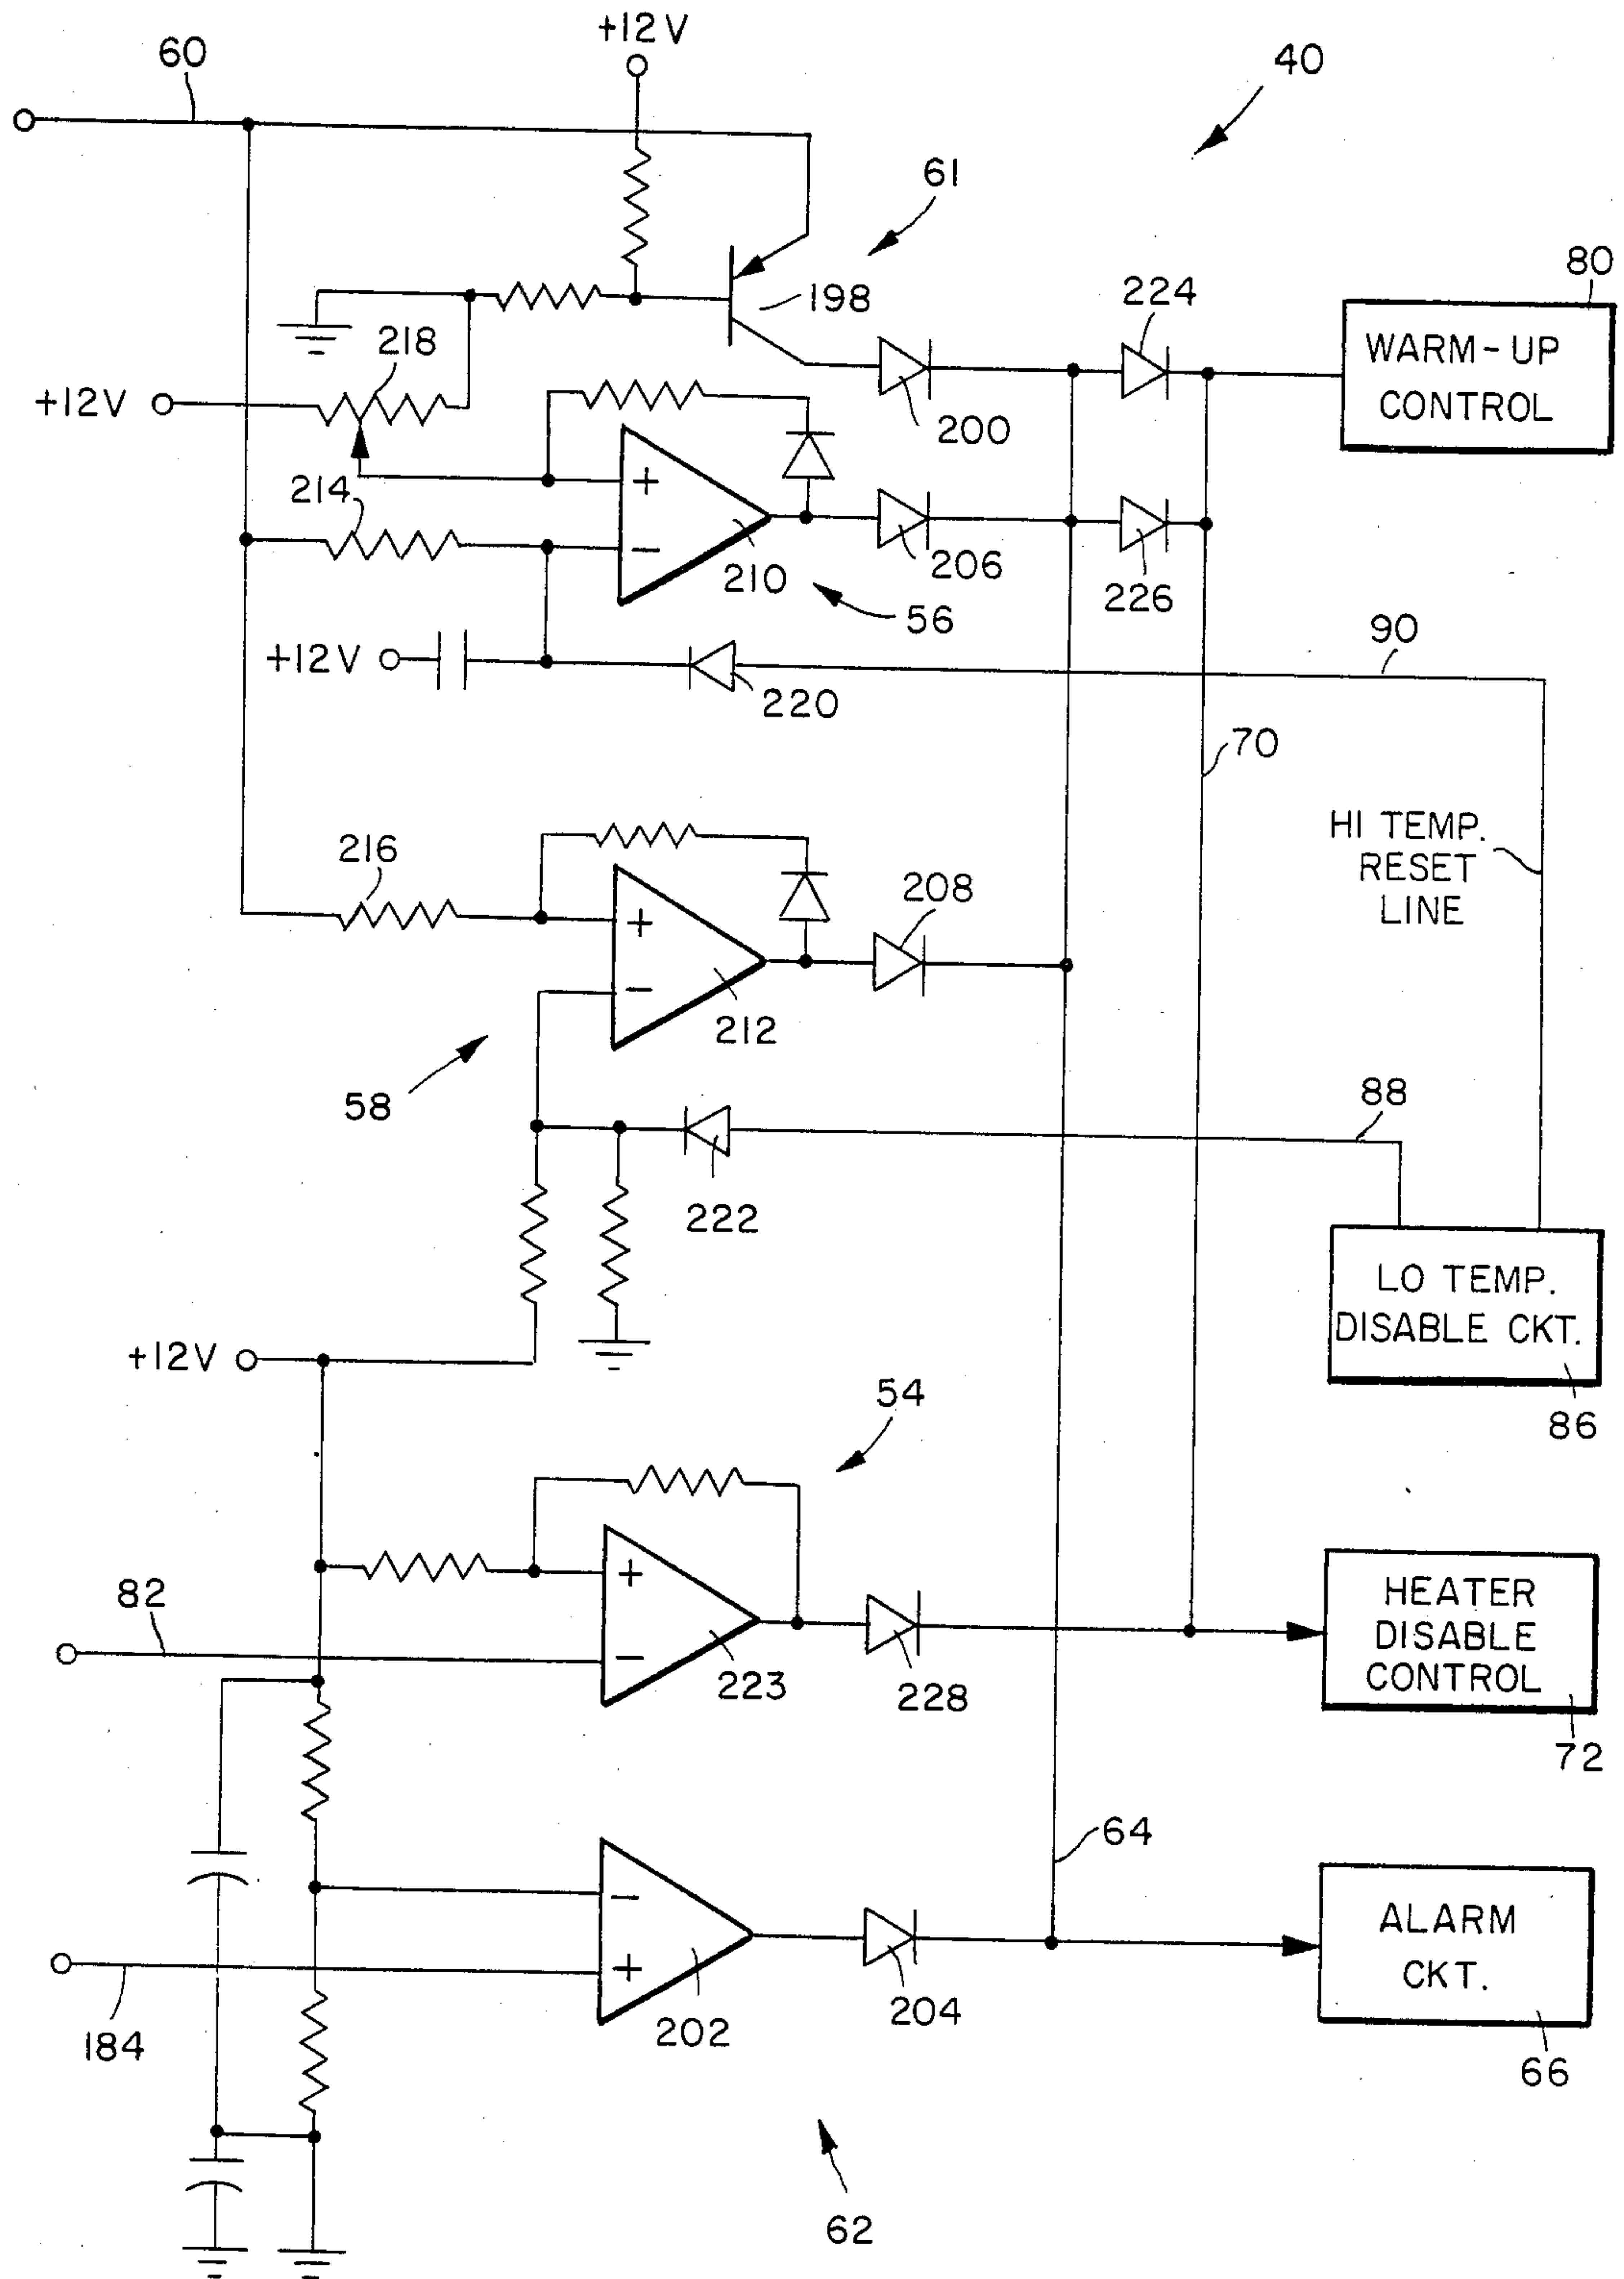 +12V
60
40
61
198
80
224
WARM-UP
CONTROL
218
+12V
200
214
+
−
210
206
226
56
+12V
220
90
70
HI TEMP.
RESET
LINE
216
208
+
−
212
58
88
222
LO TEMP.
DISABLE CKT.
+12V
86
54
82
+
−
223
228
HEATER
DISABLE
CONTROL
72
64
−
+
202
204
ALARM
CKT.
184
66
62